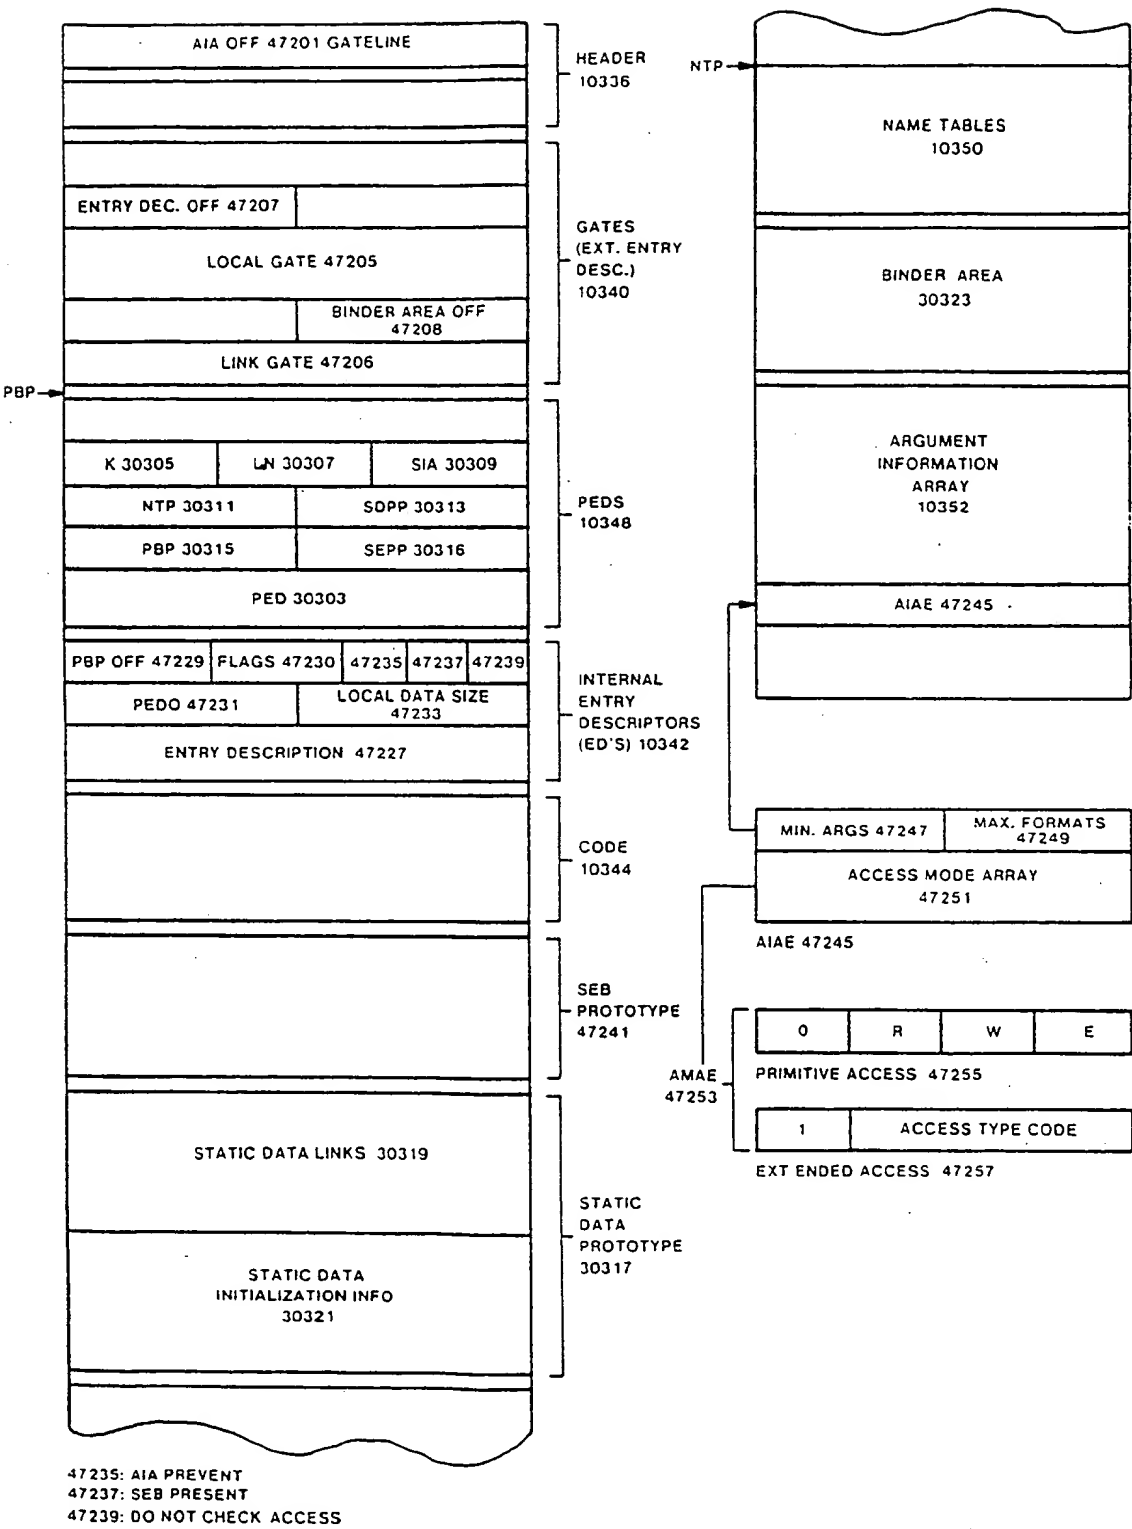 AIA OFF 47201 GATELINE
HEADER
10336
ENTRY DEC. OFF 47207
LOCAL GATE 47205
BINDER AREA OFF
47208
LINK GATE 47206
GATES
(EXT. ENTRY
DESC.)
10340
PBP
K 30305
LN 30307
SIA 30309
NTP 30311
SDPP 30313
PBP 30315
SEPP 30316
PED 30303
PEDS
10348
PBP OFF 47229
FLAGS 47230
47235
47237
47239
PEDO 47231
LOCAL DATA SIZE
47233
ENTRY DESCRIPTION 47227
INTERNAL
ENTRY
DESCRIPTORS
(ED'S) 10342
CODE
10344
SEB
PROTOTYPE
47241
STATIC DATA LINKS 30319
STATIC DATA
INITIALIZATION INFO
30321
STATIC
DATA
PROTOTYPE
30317
47235: AIA PREVENT
47237: SEB PRESENT
47239: DO NOT CHECK ACCESS
NTP
NAME TABLES
10350
BINDER AREA
30323
ARGUMENT
INFORMATION
ARRAY
10352
AIAE 47245
MIN. ARGS 47247
MAX. FORMATS
47249
ACCESS MODE ARRAY
47251
AIAE 47245
AMAE
47253
0 R W E
PRIMITIVE ACCESS 47255
1 ACCESS TYPE CODE
EXT ENDED ACCESS 47257